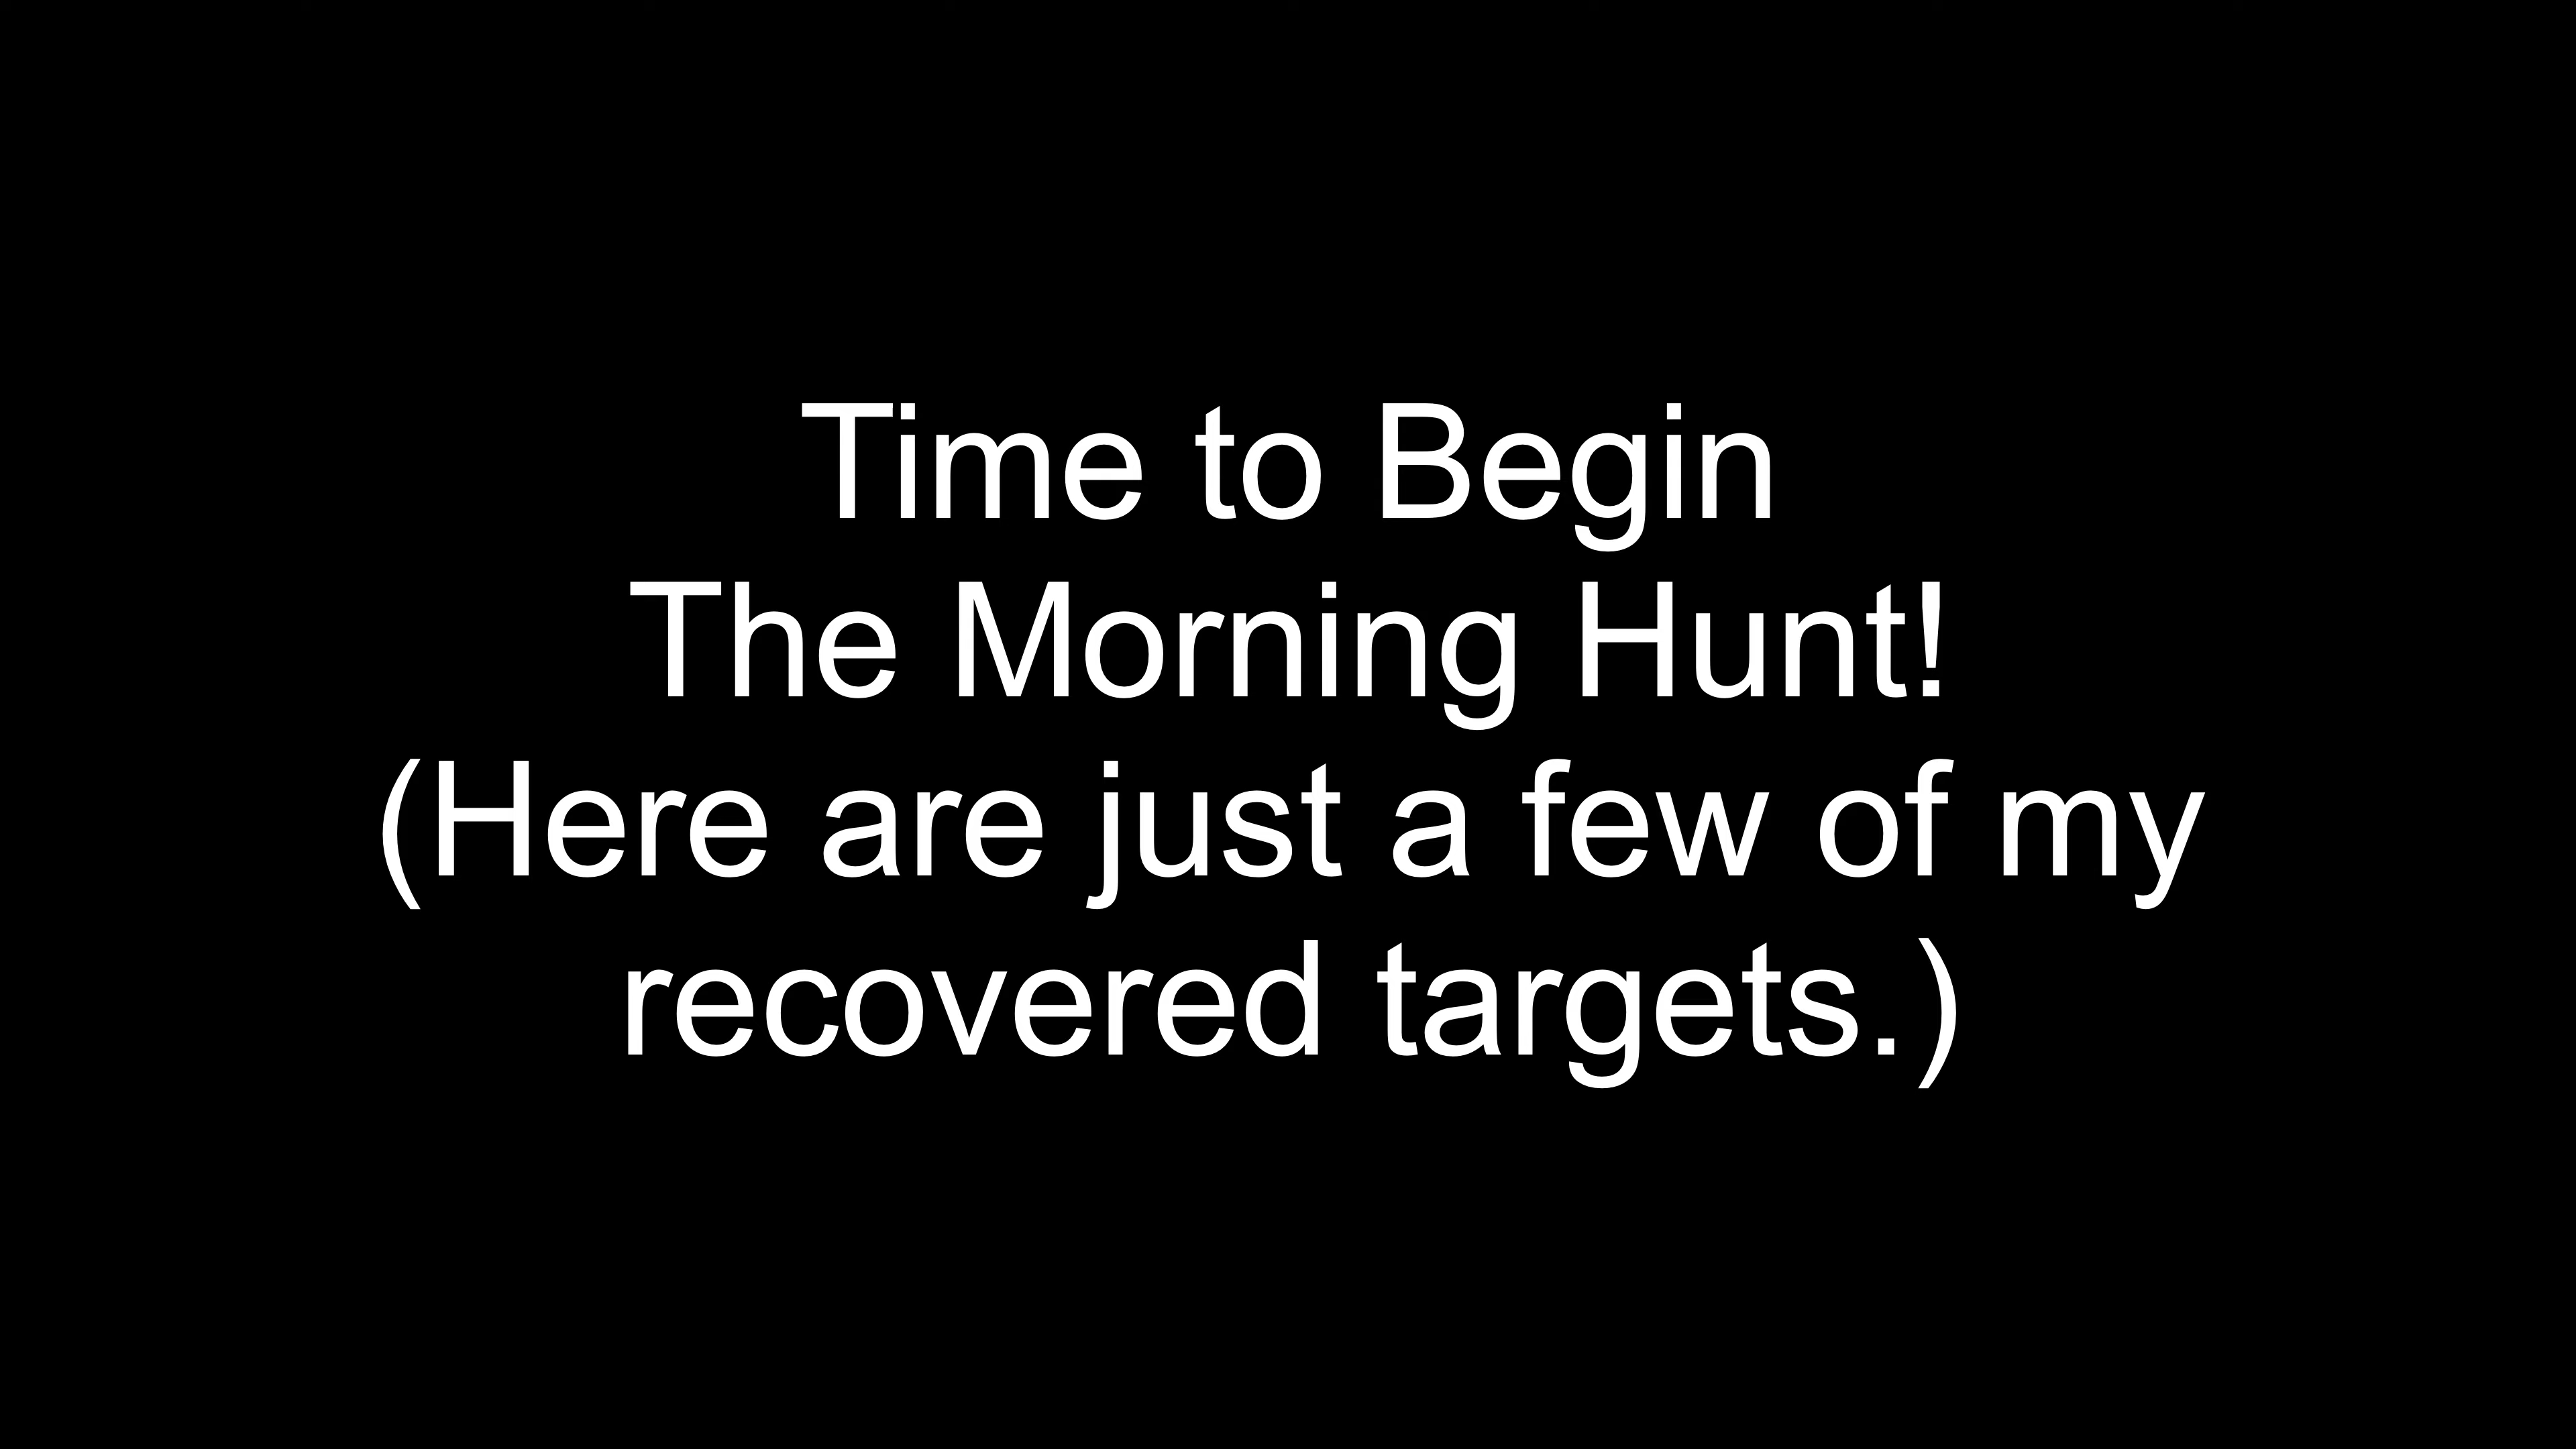 Time to Begin
The Morning Hunt!
(Here are just a few of my
recovered targets.)